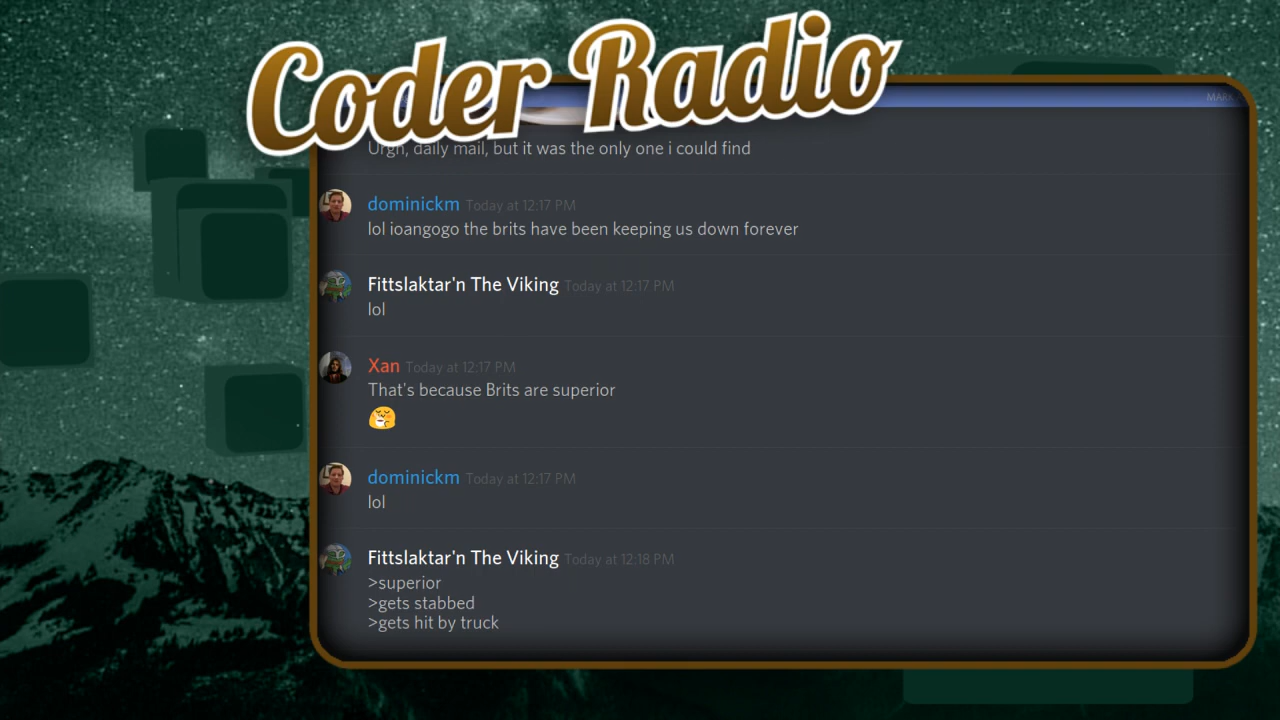 Coder Radio
MARK
Urgh, daily mail, but it was the only one i could find
dominickm Today at 12:17 PM
lol ioangogo the brits have been keeping us down forever
Fittslaktar'n The Viking Today at 12:17 PM
lol
Xan Today at 12:17 PM
That's because Brits are superior
dominickm Today at 12:17 PM
lol
Fittslaktar'n The Viking Today at 12:18 PM
>superior
>gets stabbed
>gets hit by truck